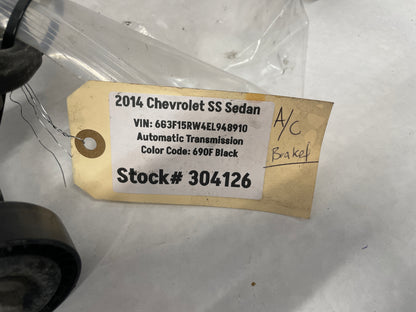 2014 Chevrolet SS Sedan
VIN: 6G3F15RW4EL948910
Automatic Transmission
Color Code: 690F Black
Stock# 304126
A/C
Braket